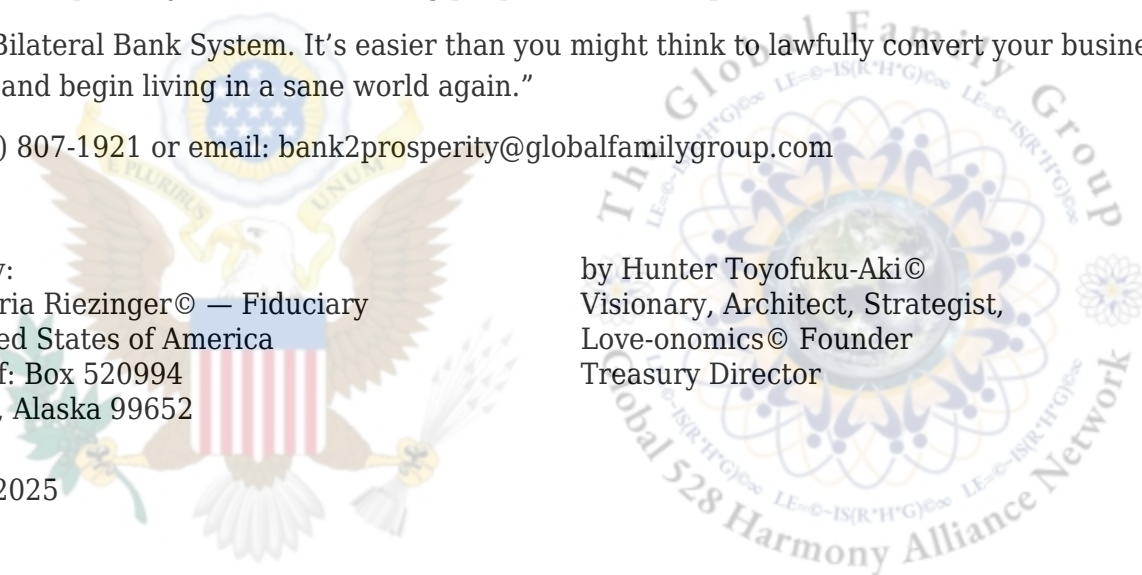 Bilateral Bank System. It’s easier than you might think to lawfully convert your busine
and begin living in a sane world again.”
) 807-1921 or email: bank2prosperity@globalfamilygroup.com
y:
ria Riezinger© — Fiduciary
ed States of America
f: Box 520994
, Alaska 99652
2025
by Hunter Toyofuku-Aki©
Visionary, Architect, Strategist,
Love-onomics© Founder
Treasury Director
E PLURIBUS UNUM
The Global Family Group
Global 528 Harmony Alliance Network